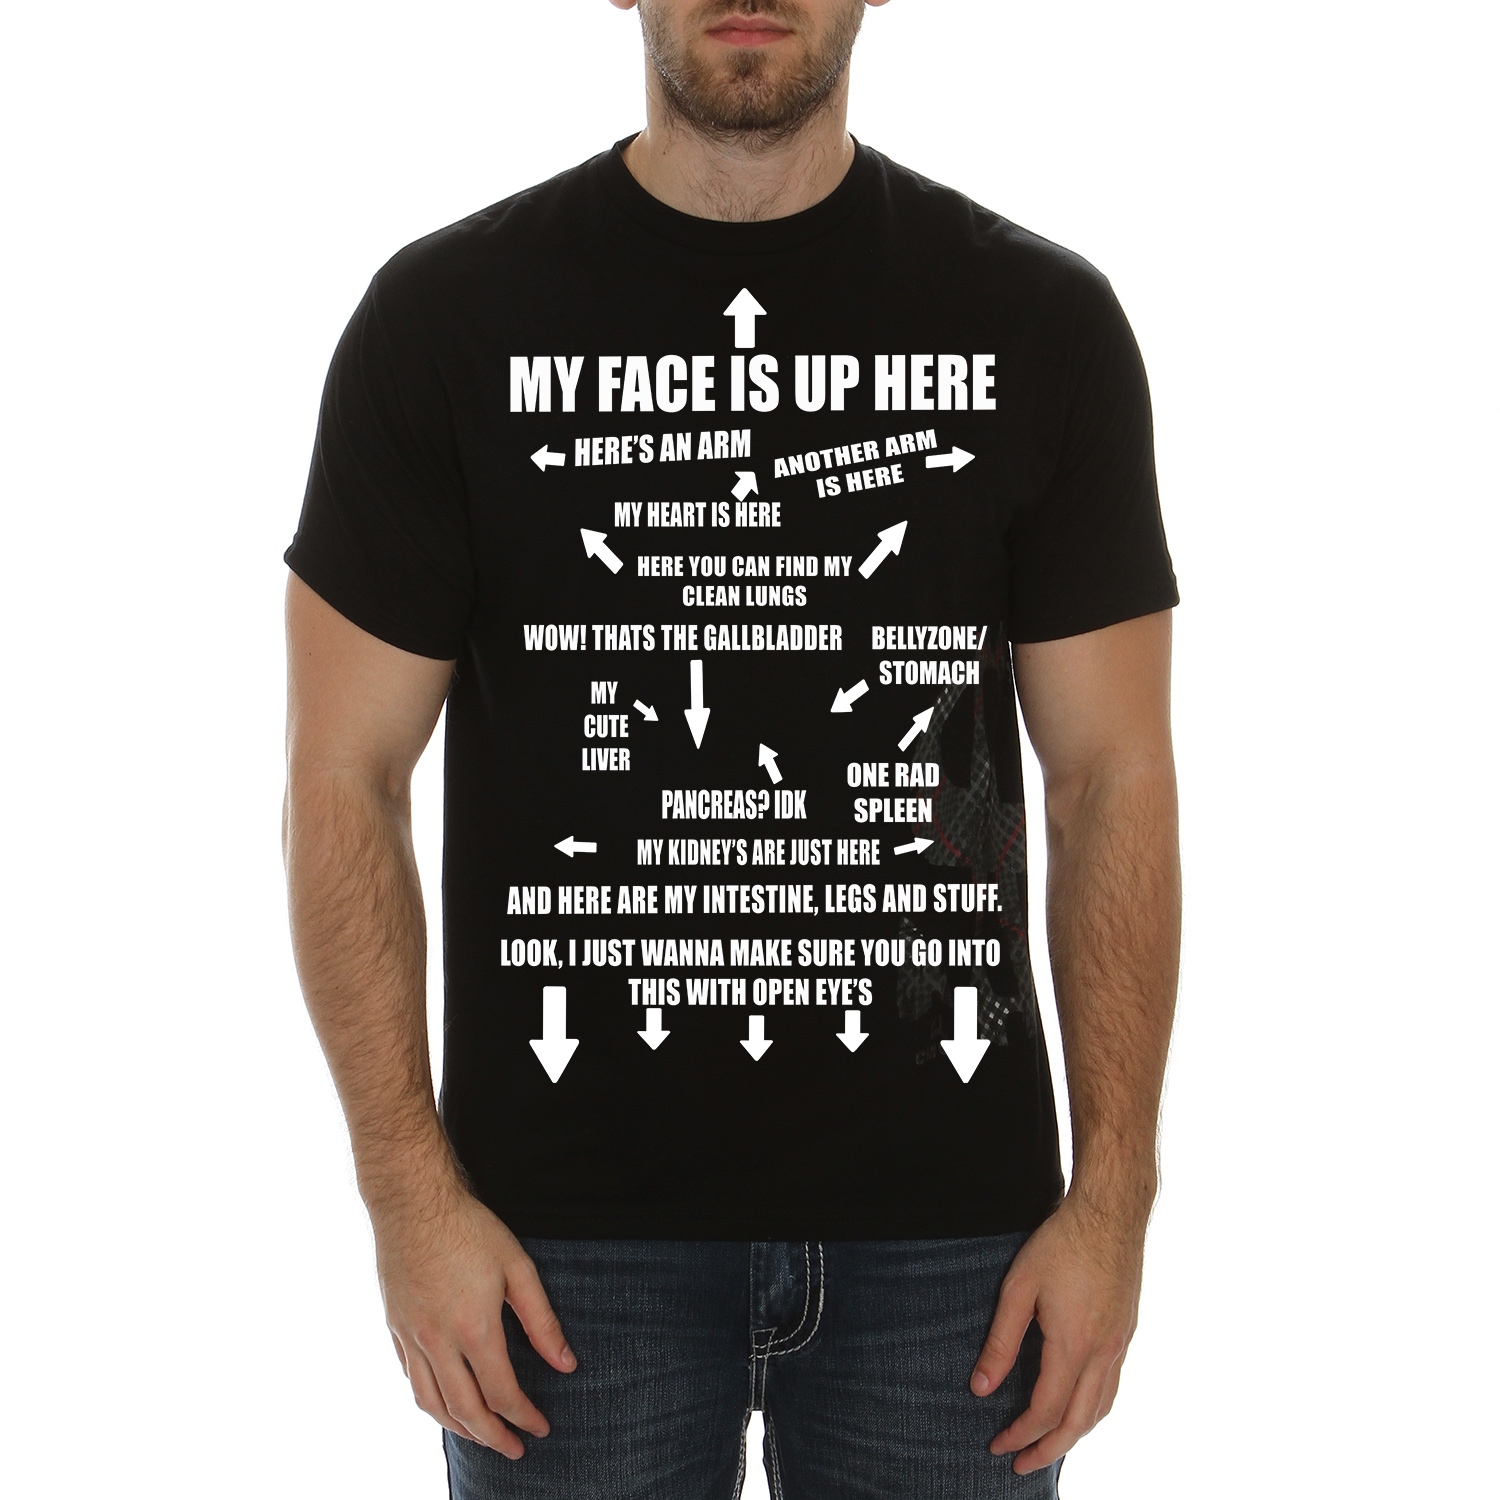 MY FACE IS UP HERE
HERE'S AN ARM
ANOTHER ARM
IS HERE
MY HEART IS HERE
HERE YOU CAN FIND MY
CLEAN LUNGS
WOW! THATS THE GALLBLADDER
BELLYZONE/
STOMACH
MY
CUTE
LIVER
ONE RAD
SPLEEN
PANCREAS? IDK
MY KIDNEY'S ARE JUST HERE
AND HERE ARE MY INTESTINE, LEGS AND STUFF.
LOOK, I JUST WANNA MAKE SURE YOU GO INTO
THIS WITH OPEN EYE'S